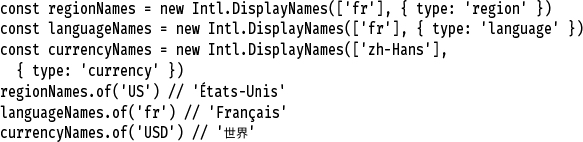 const regionNames = new Intl.DisplayNames(['fr'], { type: 'region' })
const languageNames = new Intl.DisplayNames(['fr'], { type: 'language' })
const currencyNames = new Intl.DisplayNames(['zh-Hans'],
{ type: 'currency' })
regionNames.of('US') // 'États-Unis'
languageNames.of('fr') // 'Français'
currencyNames.of('USD') // '世界'